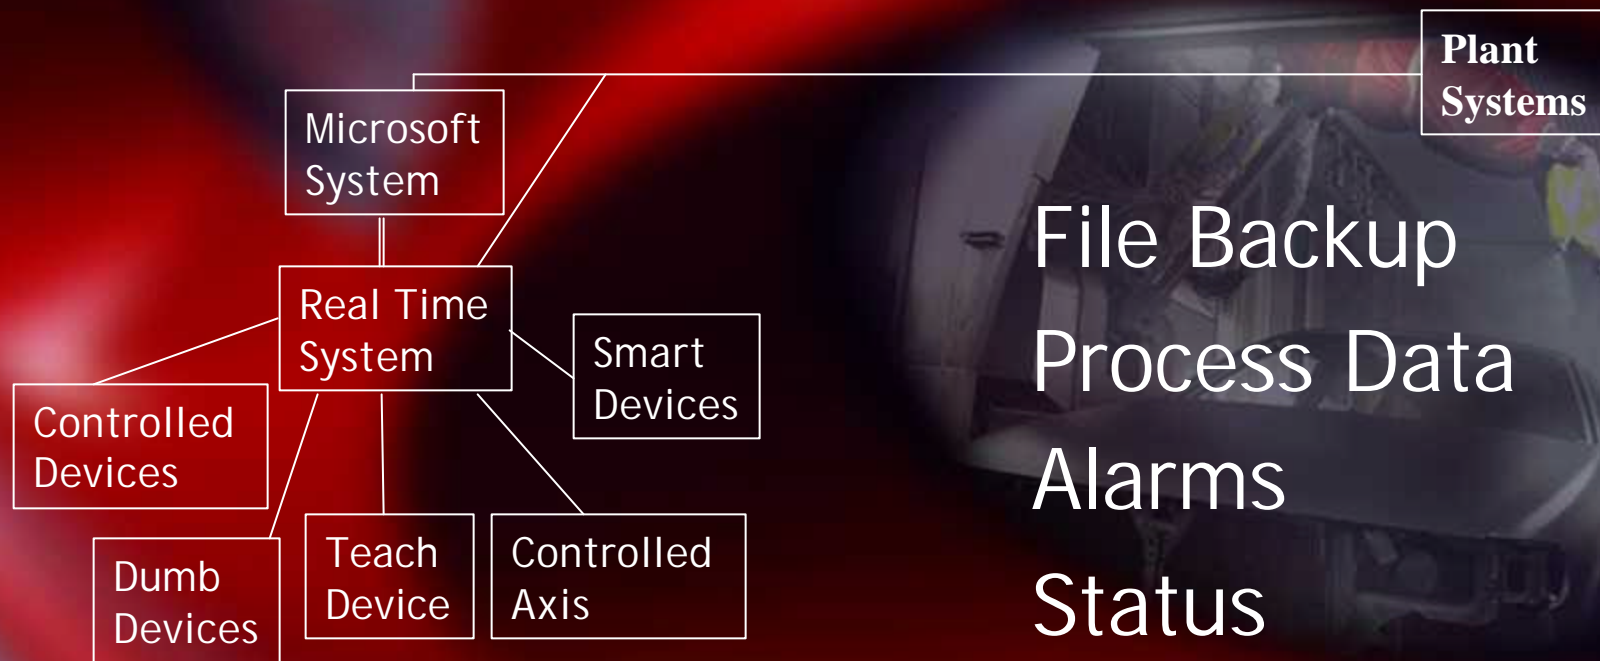 Plant
Systems
Microsoft
System
Real Time
System
Smart
Devices
Controlled
Devices
Dumb
Devices
Teach
Device
Controlled
Axis
File Backup
Process Data
Alarms
Status